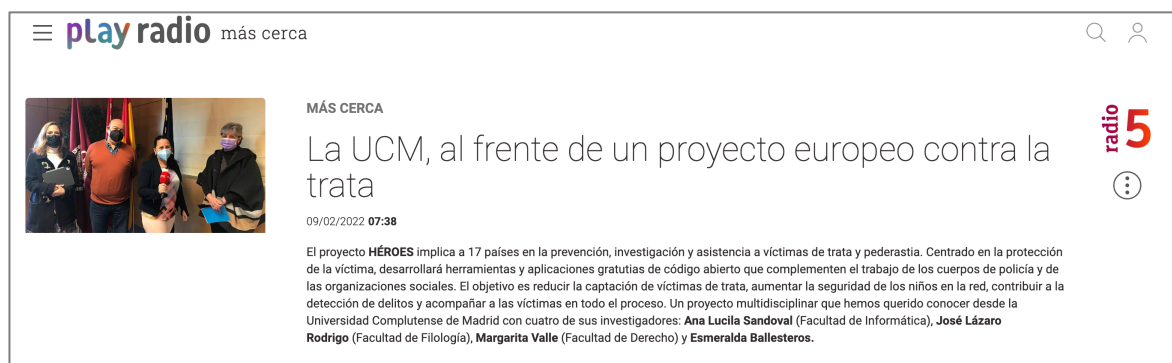 play radio más cerca
MÁS CERCA
radio 5
La UCM, al frente de un proyecto europeo contra la
trata
09/02/2022 07:38
El proyecto HÉROES implica a 17 países en la prevención, investigación y asistencia a víctimas de trata y pederastia. Centrado en la protección
de la víctima, desarrollará herramientas y aplicaciones gratutias de código abierto que complementen el trabajo de los cuerpos de policía y de
las organizaciones sociales. El objetivo es reducir la captación de víctimas de trata, aumentar la seguridad de los niños en la red, contribuir a la
detección de delitos y acompañar a las víctimas en todo el proceso. Un proyecto multidisciplinar que hemos querido conocer desde la
Universidad Complutense de Madrid con cuatro de sus investigadores: Ana Lucila Sandoval (Facultad de Informática), José Lázaro
Rodrigo (Facultad de Filología), Margarita Valle (Facultad de Derecho) y Esmeralda Ballesteros.